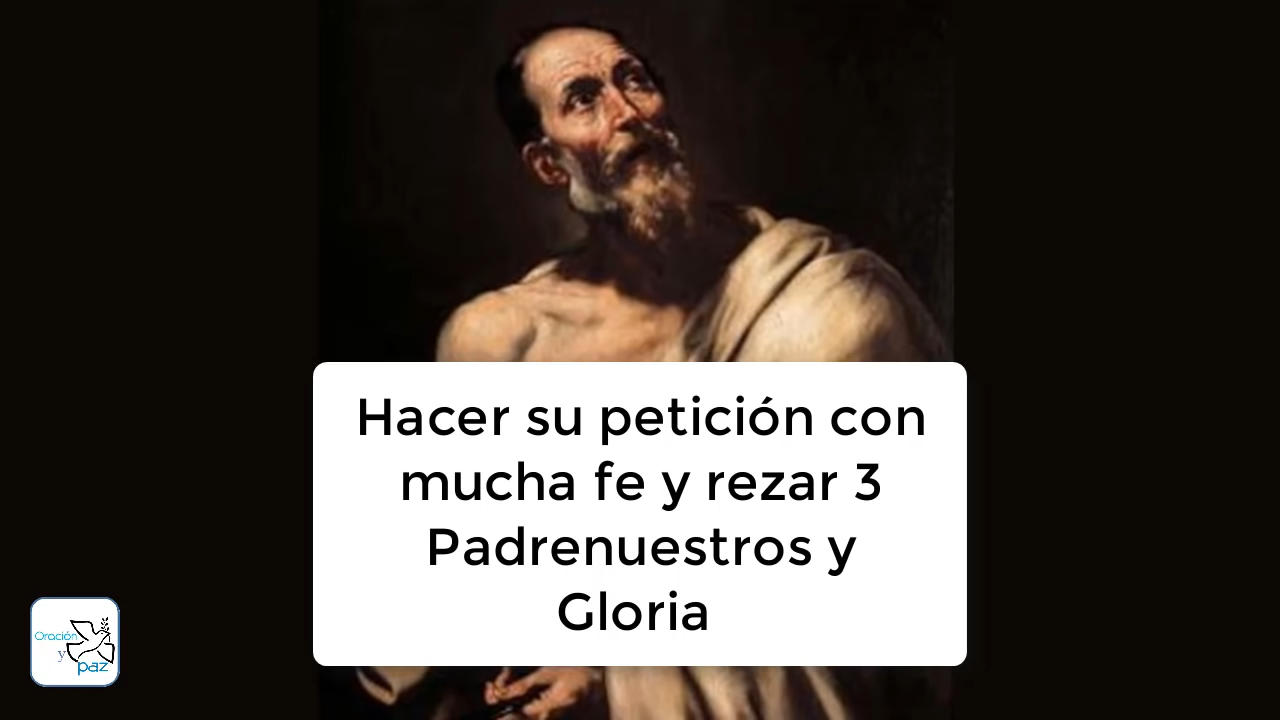 Hacer su petición con
mucha fe y rezar 3
Padrenuestros y
Gloria
Oración
y
paz